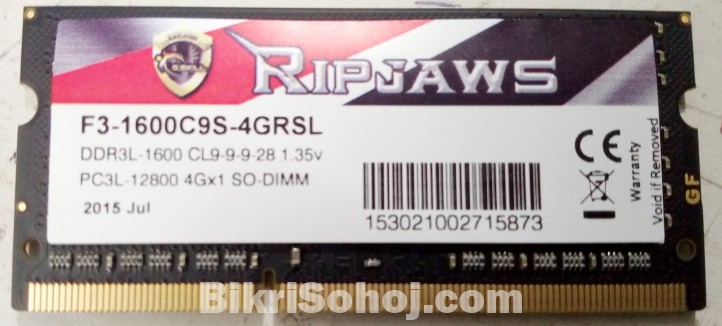 RIPJAWS
F3-1600C9S-4GRSL
DDR3L-1600 CL9-9-9-28 1.35v
PC3L-12800 4Gx1 SO-DIMM
2015 Jul
153021002715873
CE
Warranty
Void if Removed
GF
BikriSohoj.com